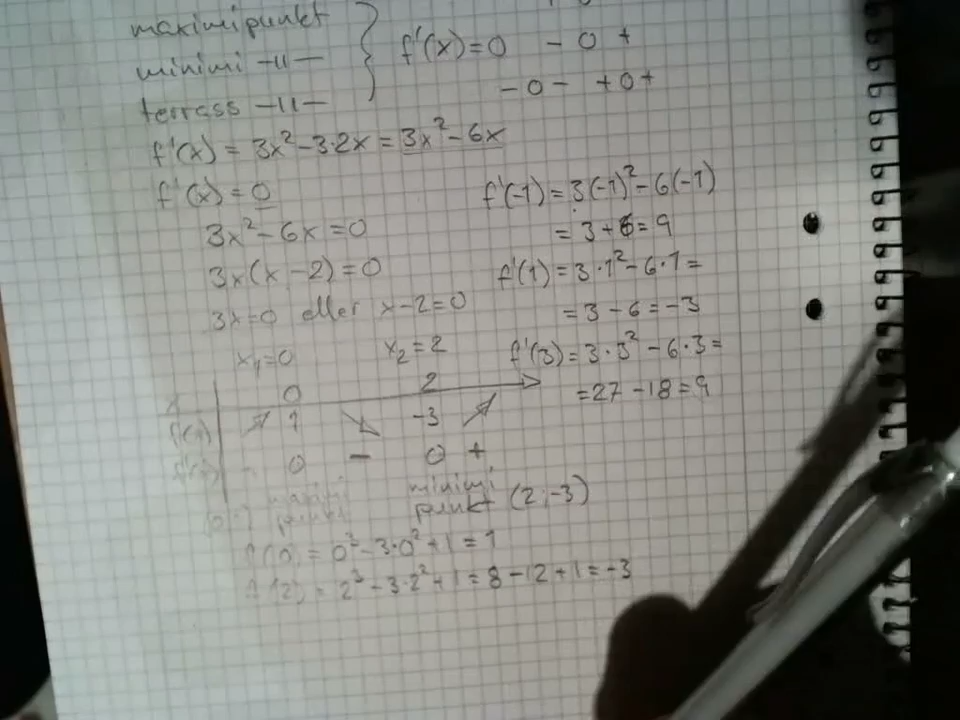 maximipunkt
minimi -11-
terrass -11-
f'(x)=0 - 0 +
-0- +0+
f'(x) = 3x²-3·2x = 3x²-6x
f'(x) = 0
3x²-6x=0
3x(x-2)=0
3x=0 eller x-2=0
x₁=0 x₂=2
f'(-1) = 3(-1)²-6(-1)
= 3+6=9
f'(1) = 3·1²-6·1=
= 3-6=-3
f'(3) = 3·3²-6·3=
=27-18=9
x 0 2
f(x) ↗ 1 ↘ -3 ↗
f'(x) 0 - 0 +
punkt
minimi
punkt (2;-3)
f(0) = 0³-3·0²+1=1
f(2) = 2³-3·2²+1=8-12+1=-3